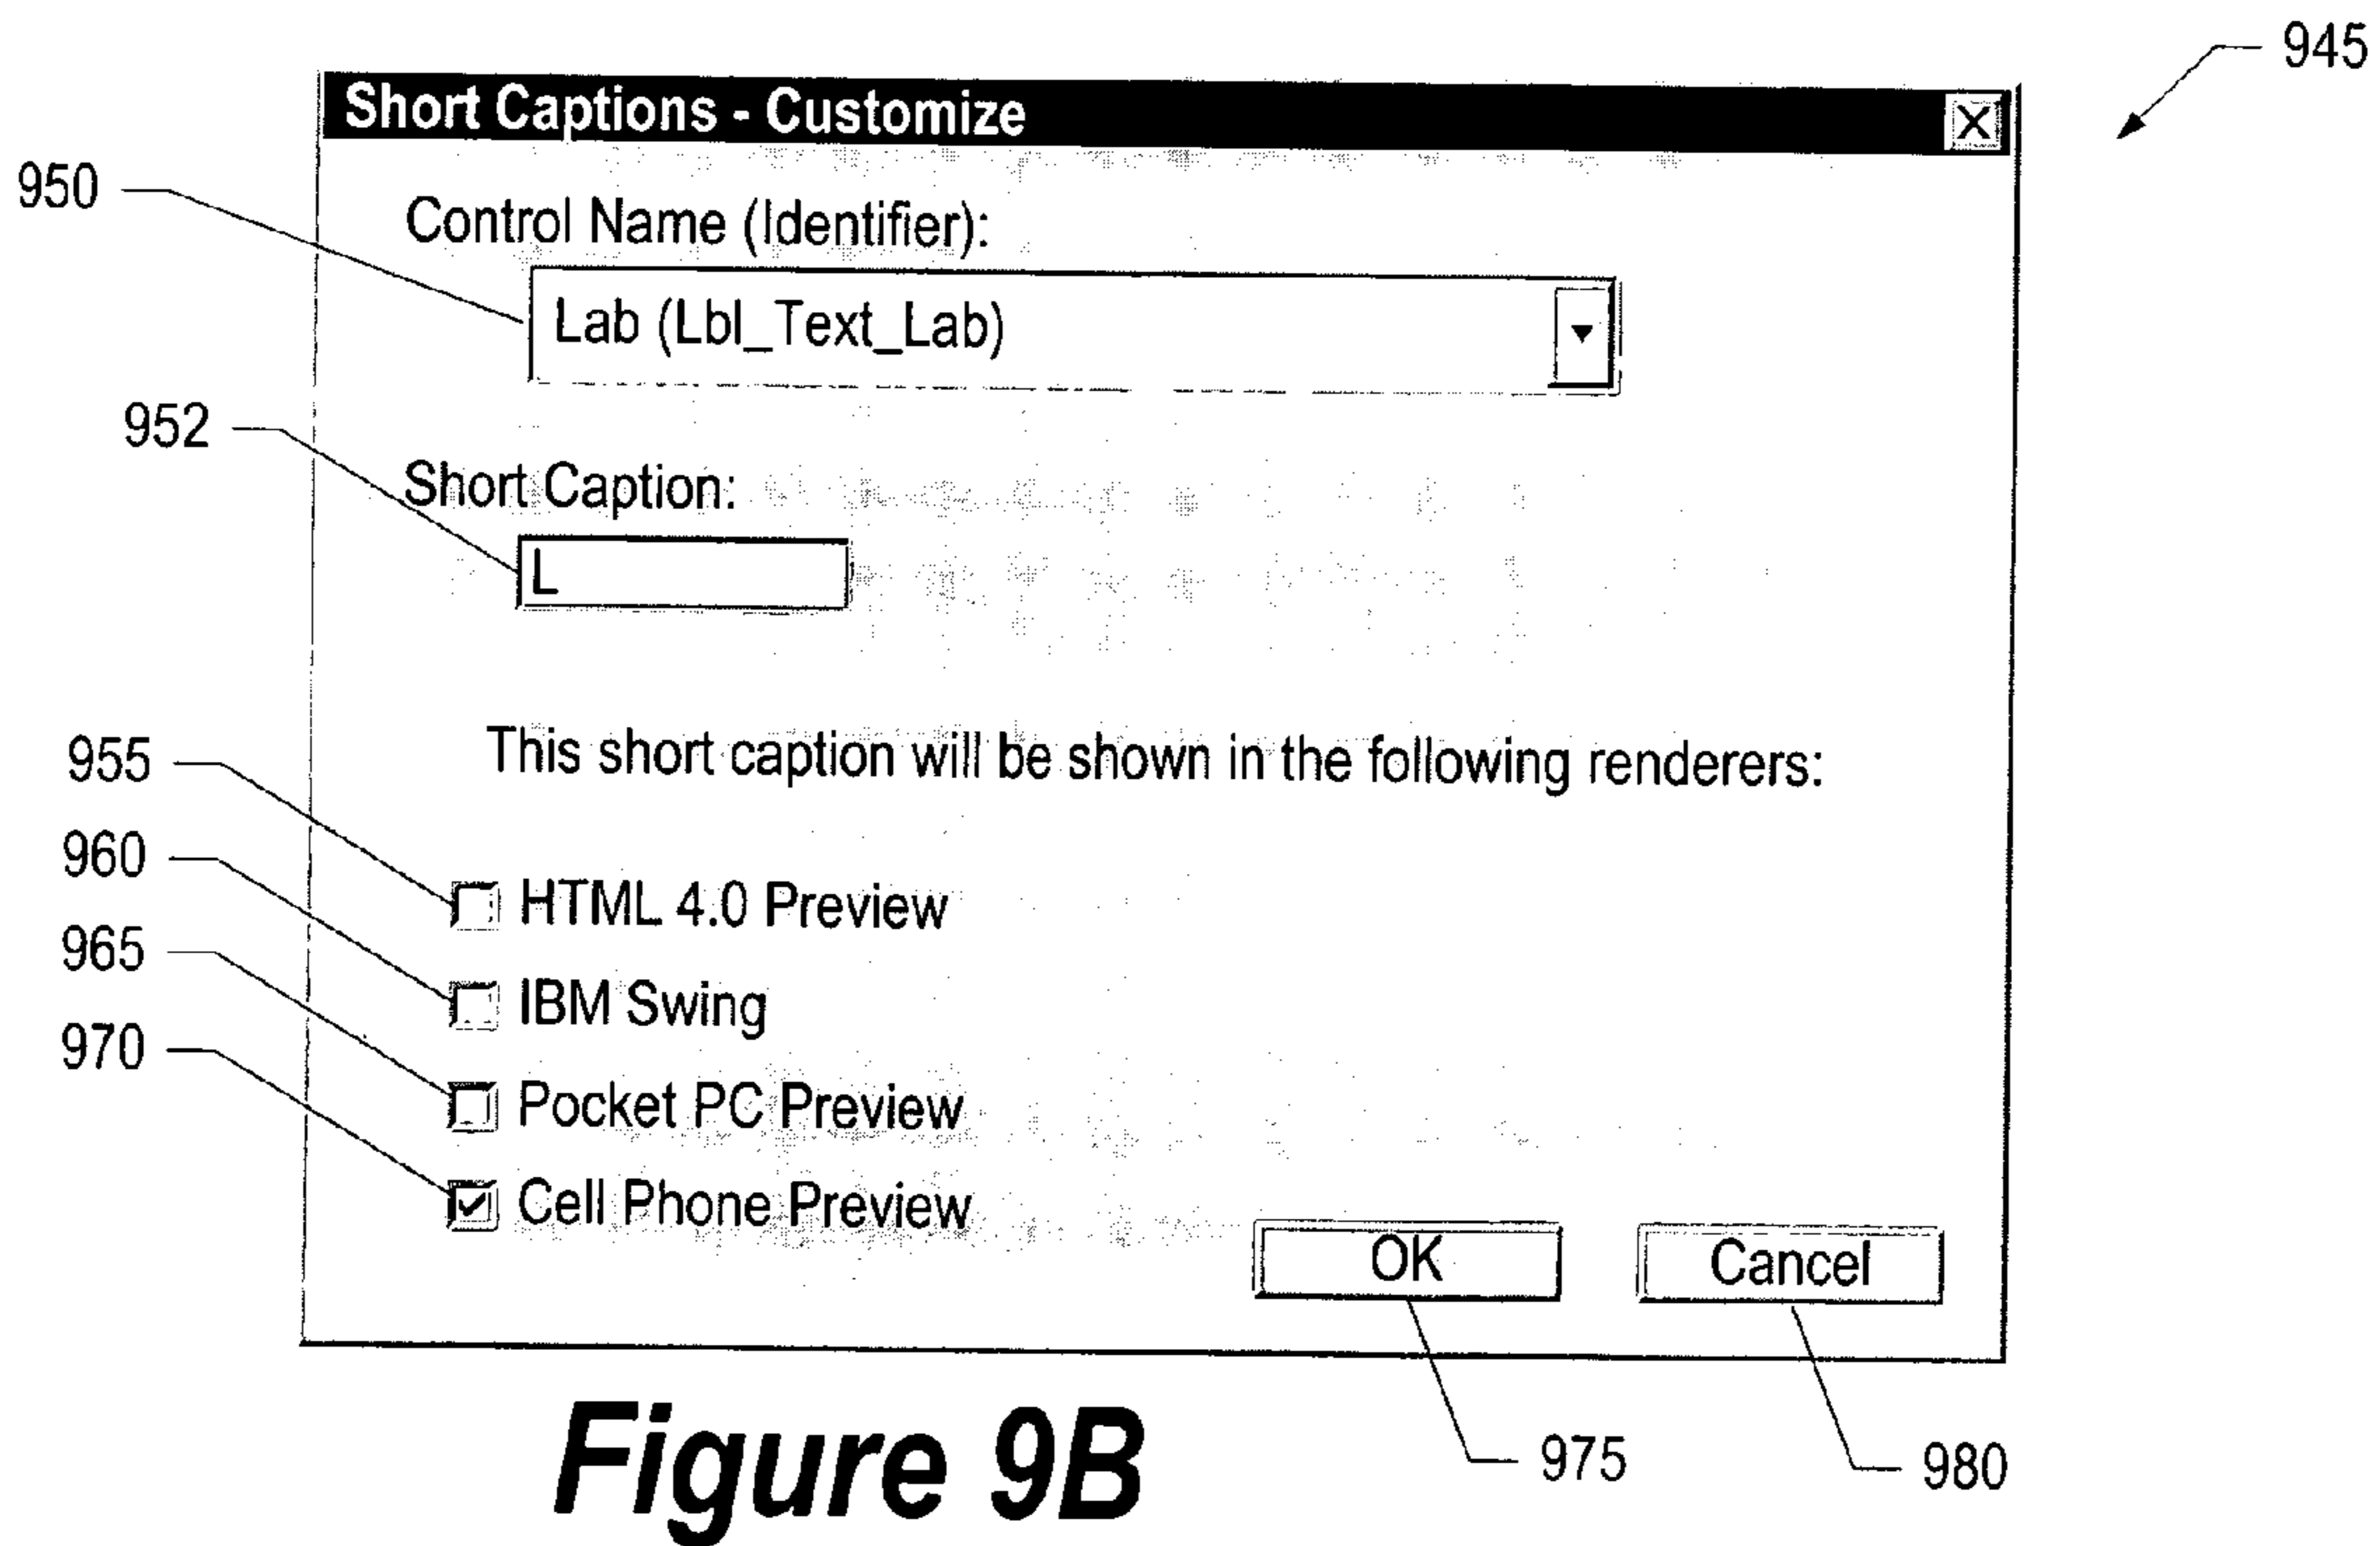 945
Short Captions - Customize
X
950
Control Name (Identifier):
Lab (Lbl_Text_Lab)
952
Short Caption:
L
This short caption will be shown in the following renderers:
955
960
HTML 4.0 Preview
965
IBM Swing
970
Pocket PC Preview
Cell Phone Preview
OK
Cancel
975
980
Figure 9B